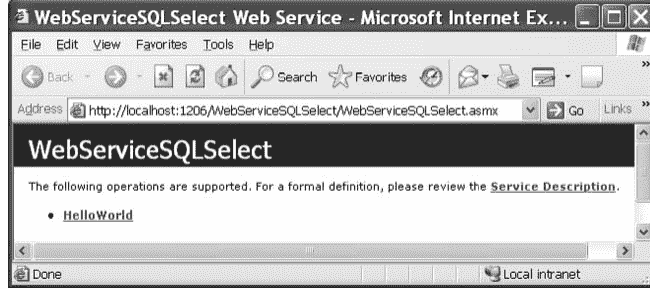 WebServiceSQLSelect Web Service - Microsoft Internet Ex...
File Edit View Favorites Tools Help
Back Search Favorites
Address http://localhost:1206/WebServiceSQLSelect/WebServiceSQLSelect.asmx Go Links »
WebServiceSQLSelect
The following operations are supported. For a formal definition, please review the Service Description.
• HelloWorld
Done Local intranet